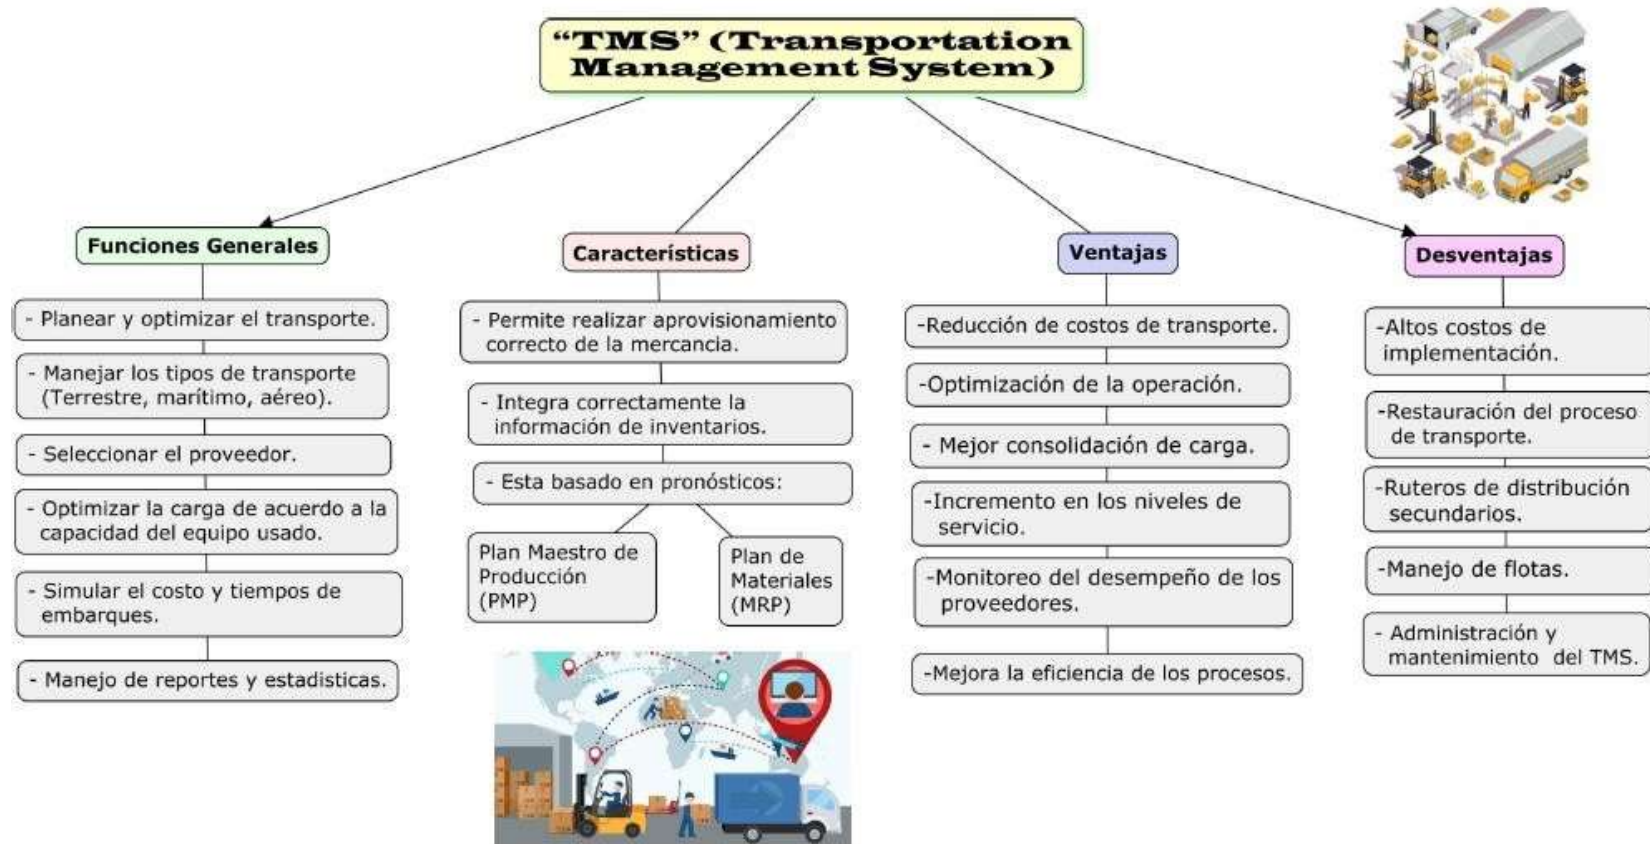 “TMS” (Transportation
Management System)
Funciones Generales
- Planear y optimizar el transporte.
- Manejar los tipos de transporte
(Terrestre, marítimo, aéreo).
- Seleccionar el proveedor.
- Optimizar la carga de acuerdo a la
capacidad del equipo usado.
- Simular el costo y tiempos de
embarques.
- Manejo de reportes y estadisticas.
Característicás
- Permite realizar aprovisionamiento
correcto de la mercancia.
- Integra correctamente la
información de inventarios.
- Esta basado en pronósticos:
Plan Maestro de
Producción
(PMP)
Plan de
Materiales
(MRP)
Ventajas
-Reducción de costos de transporte.
-Optimización de la operación.
- Mejor consolidación de carga.
-Incremento en los niveles de
servicio.
-Monitoreo del desempeño de los
proveedores.
-Mejora la eficiencia de los procesos.
Desventajas
-Altos costos de
implementación.
-Restauración del proceso
de transporte.
-Ruteros de distribución
secundarios.
-Manejo de flotas.
- Administración y
mantenimiento del TMS.